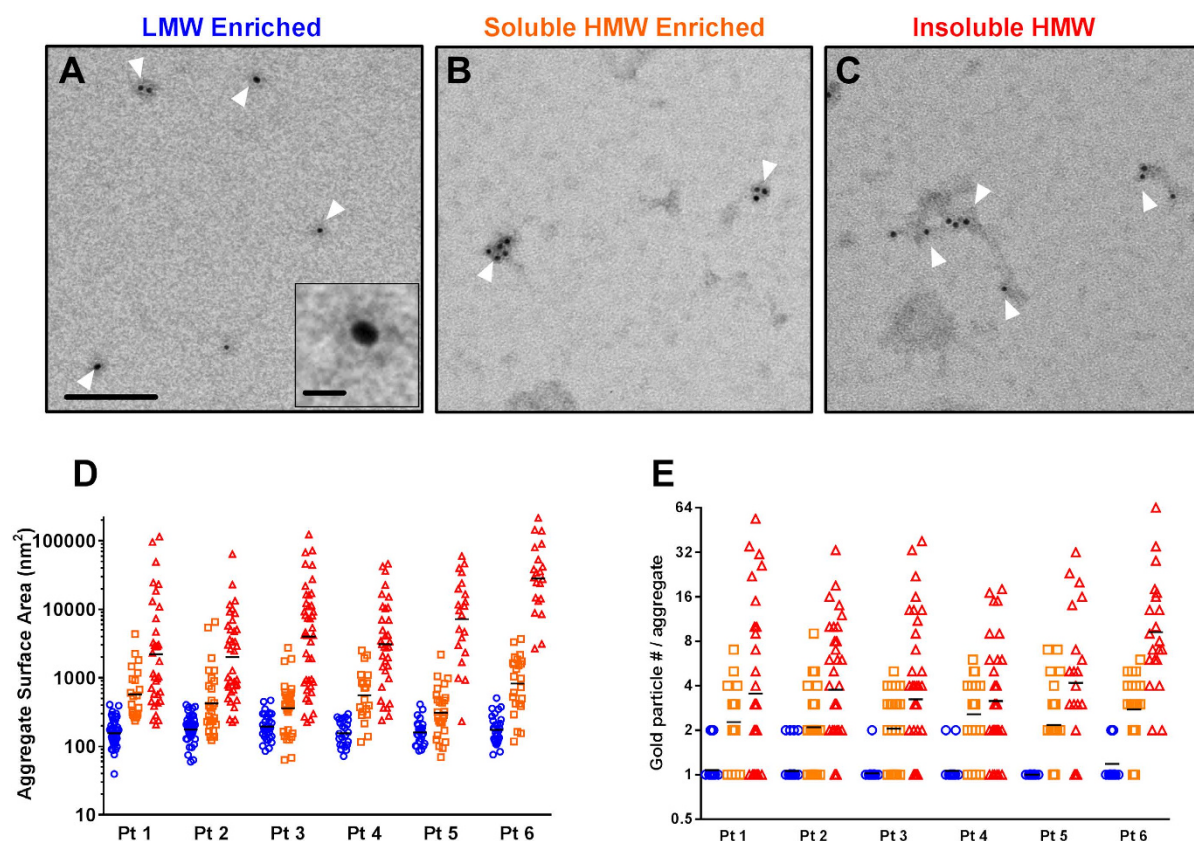 LMW Enriched
Soluble HMW Enriched
Insoluble HMW
A
B
C
D
Aggregate Surface Area (nm²)
100000
10000
1000
100
10
Pt 1 Pt 2 Pt 3 Pt 4 Pt 5 Pt 6
E
Gold particle # / aggregate
64
32
16
8
4
2
1
0.5
Pt 1 Pt 2 Pt 3 Pt 4 Pt 5 Pt 6